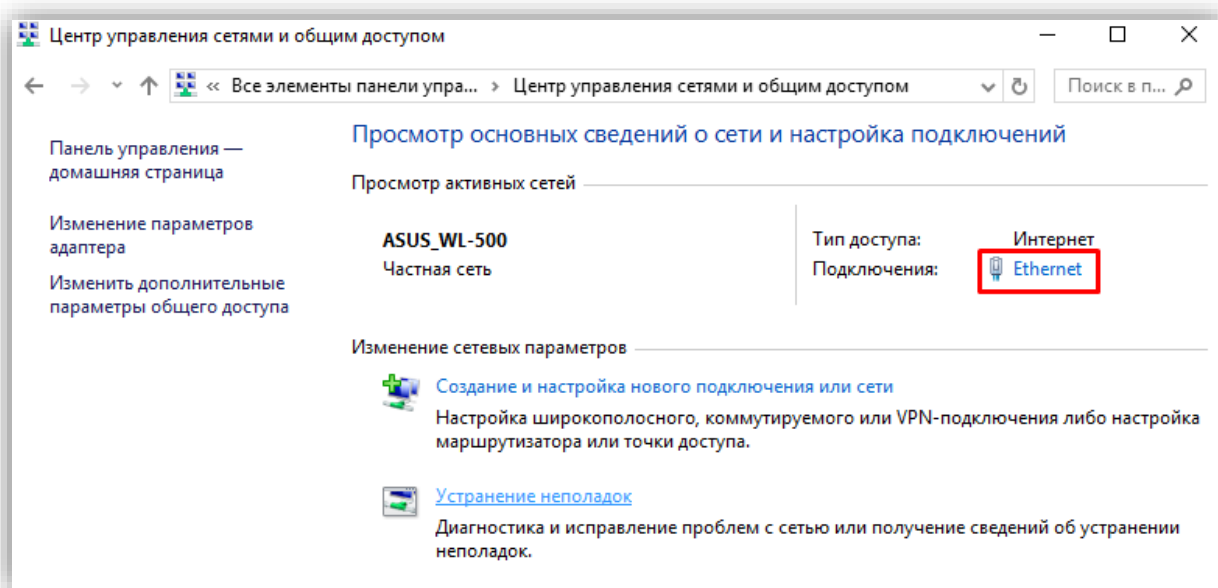 Центр управления сетями и общим доступом
« Все элементы панели упра... › Центр управления сетями и общим доступом
Поиск в п...
Панель управления —
домашняя страница
Изменение параметров
адаптера
Изменить дополнительные
параметры общего доступа
Просмотр основных сведений о сети и настройка подключений
Просмотр активных сетей
ASUS_WL-500
Частная сеть
Тип доступа: Интернет
Подключения: Ethernet
Изменение сетевых параметров
Создание и настройка нового подключения или сети
Настройка широкополосного, коммутируемого или VPN-подключения либо настройка
маршрутизатора или точки доступа.
Устранение неполадок
Диагностика и исправление проблем с сетью или получение сведений об устранении
неполадок.